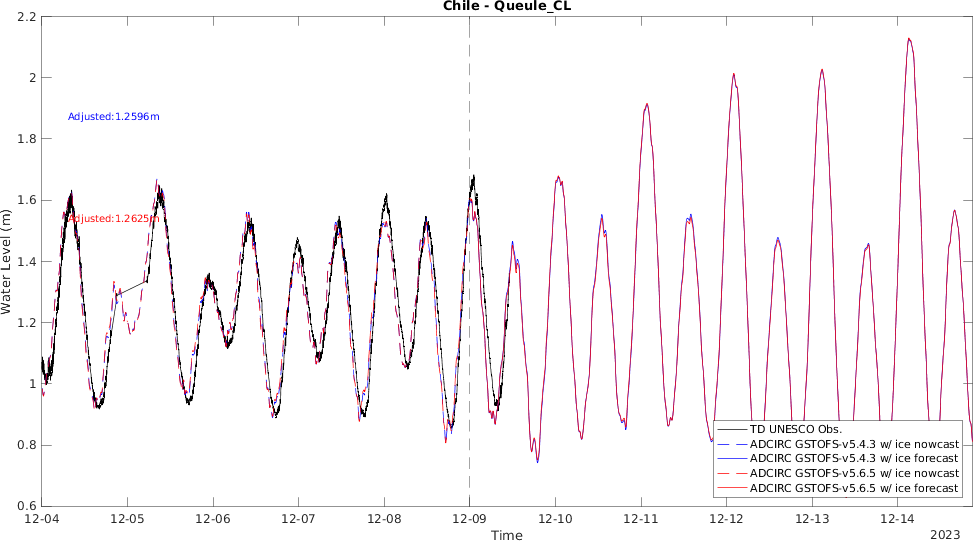 Chile - Queule_CL
2.2
2
1.8
1.6
1.4
1.2
1
0.8
0.6
Water Level (m)
Adjusted:1.2596m
Adjusted:1.2625m
TD UNESCO Obs.
ADCIRC GSTOFS-v5.4.3 w/ ice nowcast
ADCIRC GSTOFS-v5.4.3 w/ ice forecast
ADCIRC GSTOFS-v5.6.5 w/ ice nowcast
ADCIRC GSTOFS-v5.6.5 w/ ice forecast
12-04 12-05 12-06 12-07 12-08 12-09 12-10 12-11 12-12 12-13 12-14
Time
2023